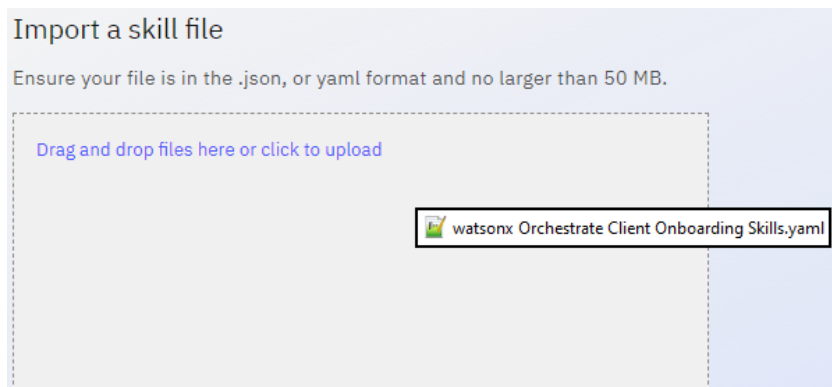 Import a skill file
Ensure your file is in the .json, or yaml format and no larger than 50 MB.
Drag and drop files here or click to upload
watsonx Orchestrate Client Onboarding Skills.yaml